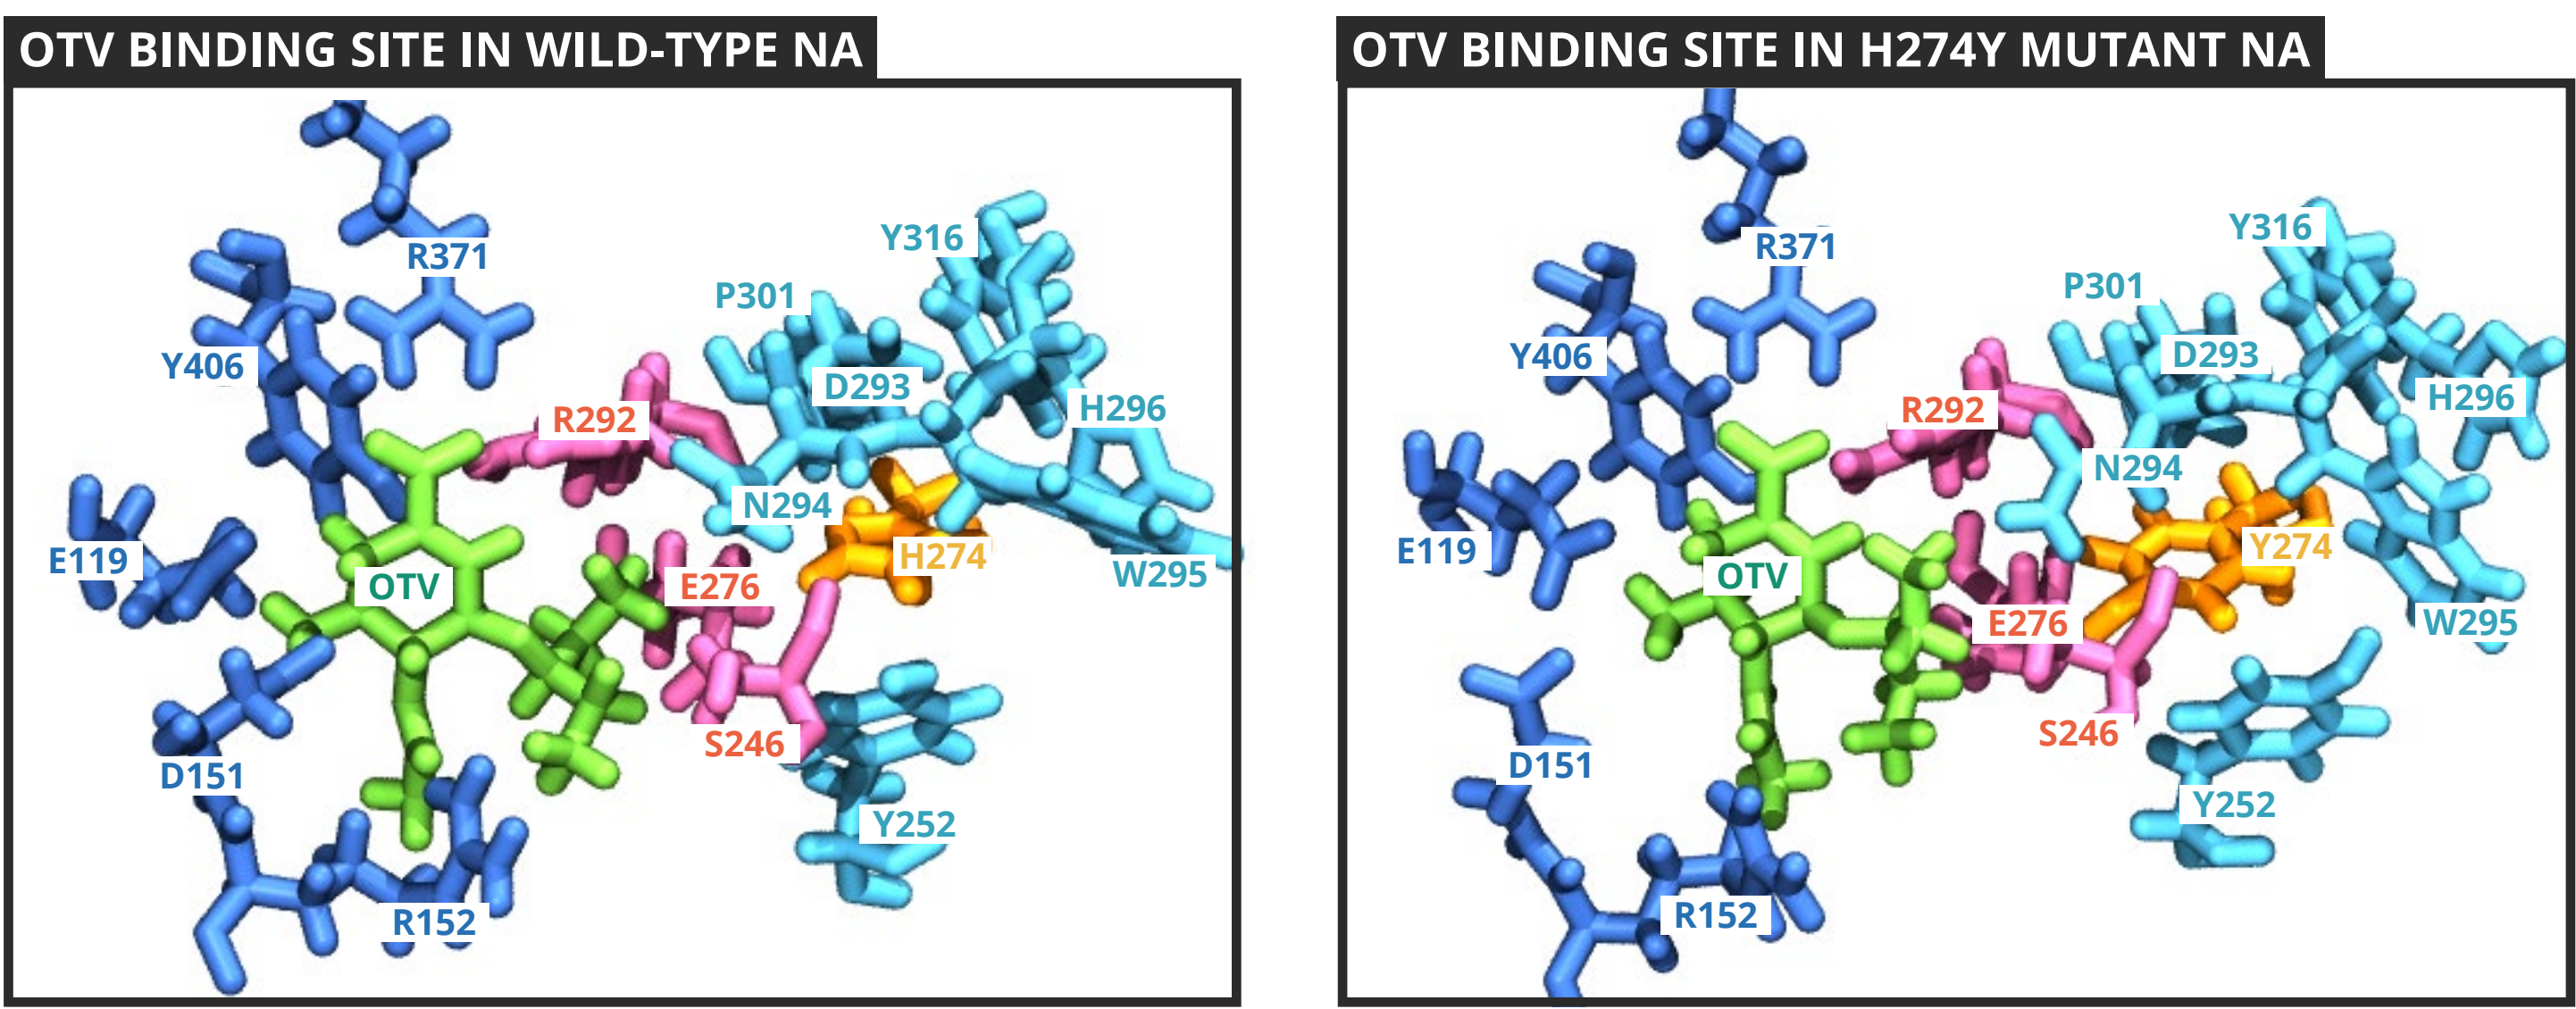 OTV BINDING SITE IN WILD-TYPE NA
R371
Y316
P301
Y406
D293
R292
H296
N294
E119
H274
OTV
E276
W295
S246
D151
Y252
R152
OTV BINDING SITE IN H274Y MUTANT NA
Y316
R371
P301
Y406
D293
H296
R292
N294
E119
Y274
OTV
E276
W295
S246
D151
Y252
R152